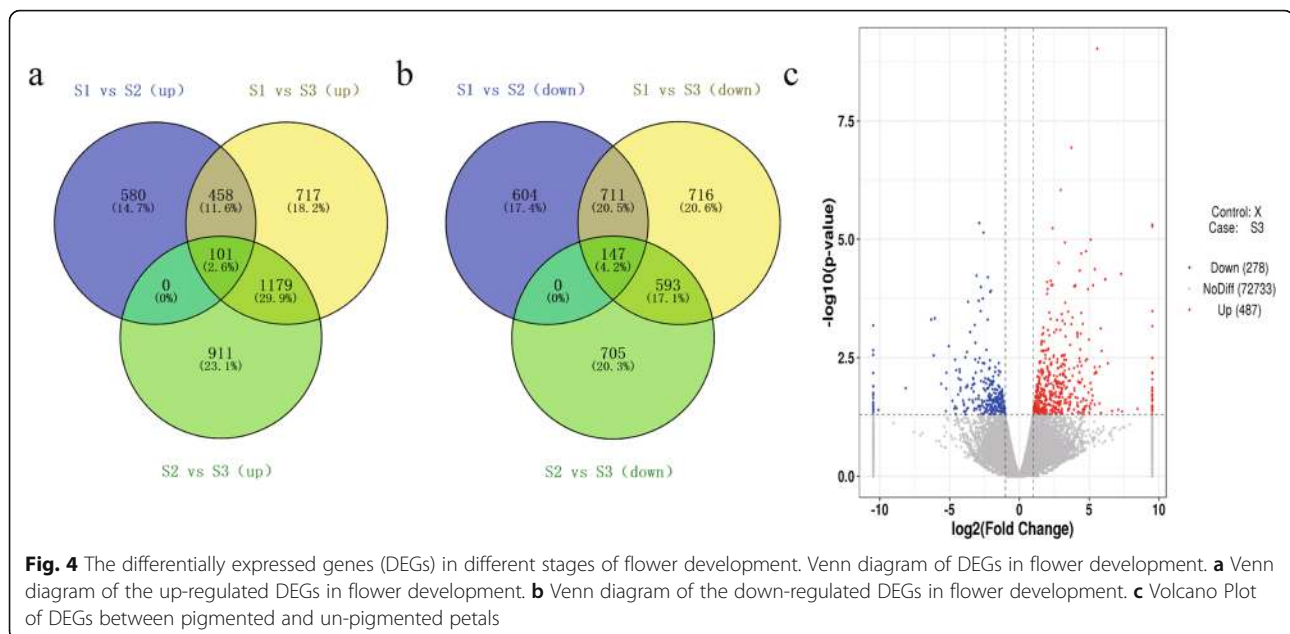 a
S1 vs S2 (up)
S1 vs S3 (up)
580
(14.7%)
458
(11.6%)
717
(18.2%)
101
(2.6%)
0
(0%)
1179
(29.9%)
911
(23.1%)
S2 vs S3 (up)
b
S1 vs S2 (down)
S1 vs S3 (down)
604
(17.4%)
711
(20.5%)
716
(20.6%)
147
(4.2%)
0
(0%)
593
(17.1%)
705
(20.3%)
S2 vs S3 (down)
c
-log10(p-value)
7.5
5.0
2.5
0.0
-10
-5
0
5
10
log2(Fold Change)
Control: X
Case: S3
Down (278)
NoDiff (72733)
Up (487)
Fig. 4 The differentially expressed genes (DEGs) in different stages of flower development. Venn diagram of DEGs in flower development. a Venn
diagram of the up-regulated DEGs in flower development. b Venn diagram of the down-regulated DEGs in flower development. c Volcano Plot
of DEGs between pigmented and un-pigmented petals